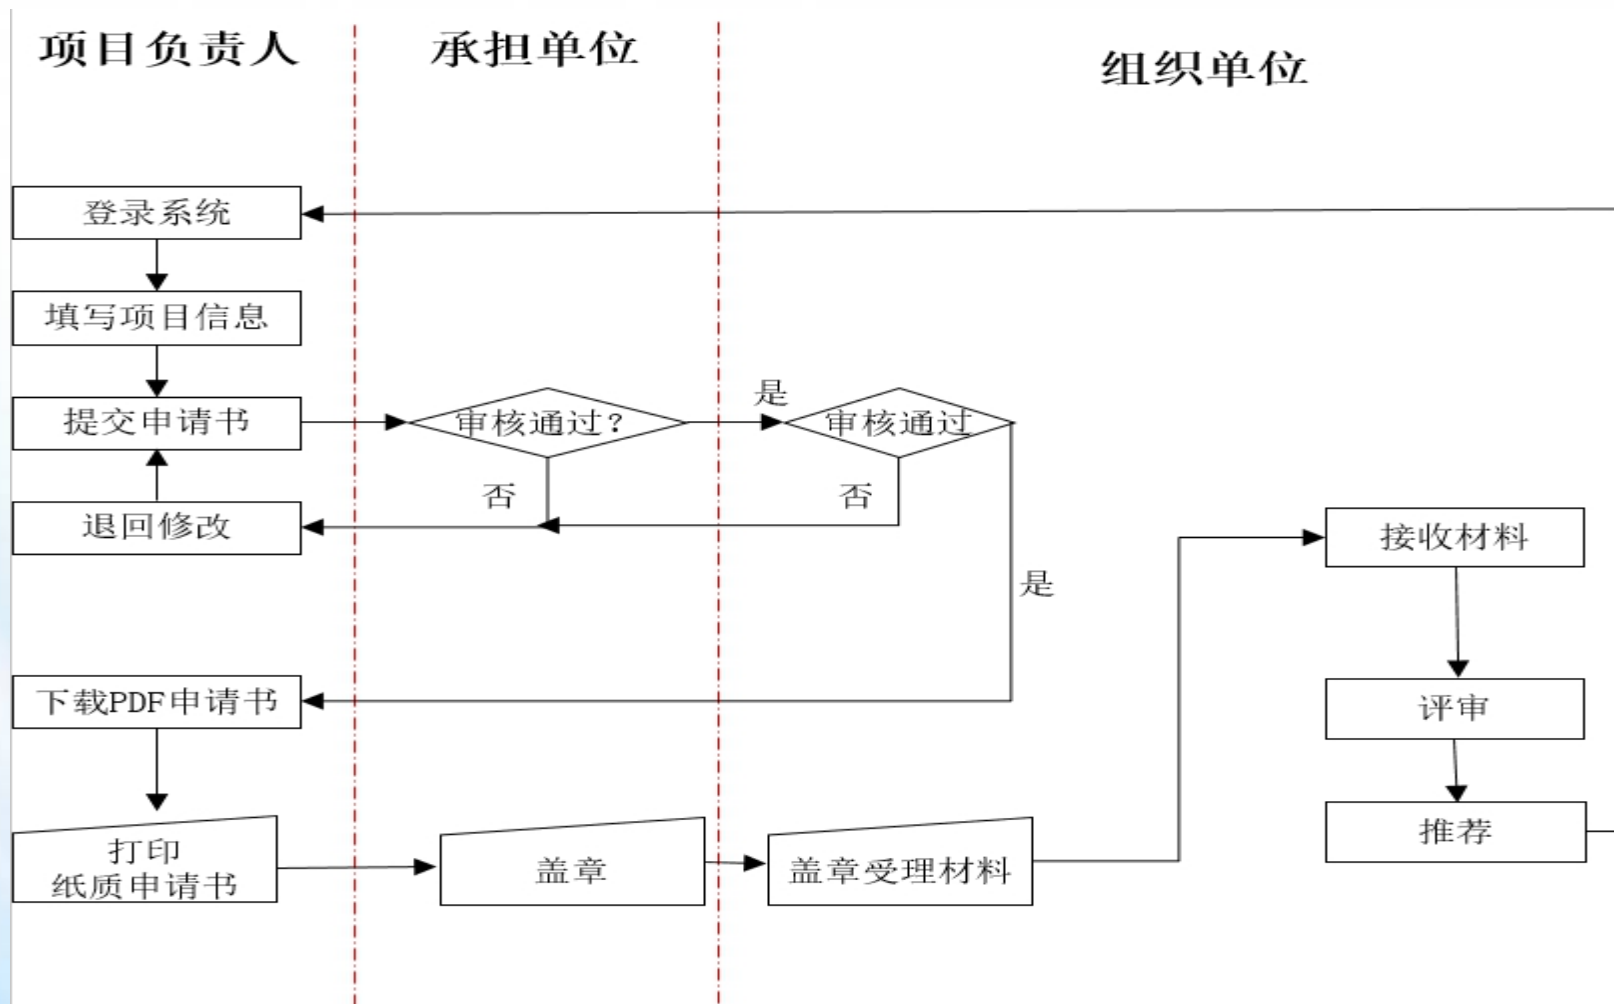 项目负责人
承担单位
组织单位
登录系统
填写项目信息
提交申请书
审核通过？
是
审核通过
否
否
退回修改
是
接收材料
下载PDF申请书
评审
推荐
打印
纸质申请书
盖章
盖章受理材料